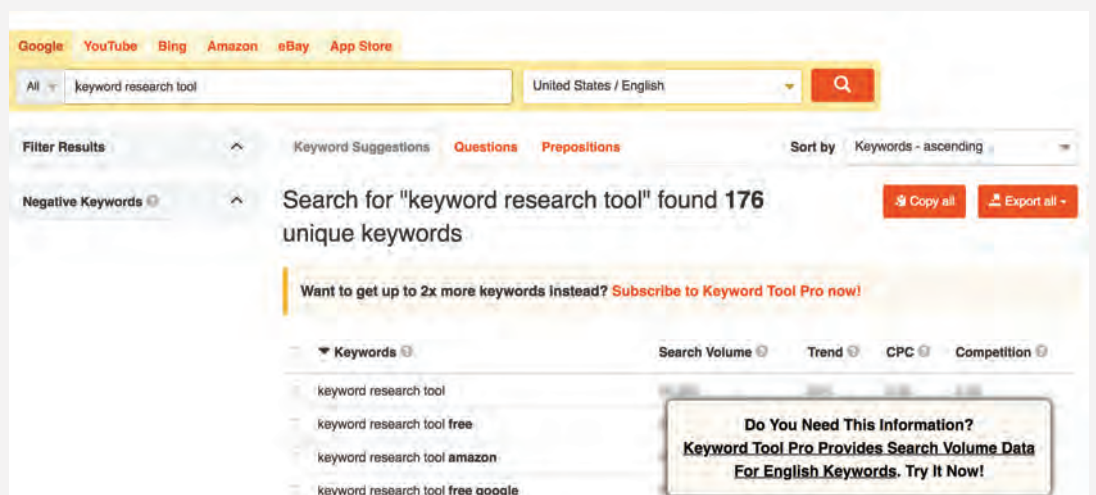 Google YouTube Bing Amazon eBay App Store
All keyword research tool United States / English
Filter Results
Negative Keywords
Keyword Suggestions Questions Prepositions Sort by Keywords - ascending
Search for "keyword research tool" found 176
unique keywords
Copy all Export all
Want to get up to 2x more keywords instead? Subscribe to Keyword Tool Pro now!
Keywords Search Volume Trend CPC Competition
keyword research tool
keyword research tool free
keyword research tool amazon
keyword research tool free google
Do You Need This Information?
Keyword Tool Pro Provides Search Volume Data
For English Keywords. Try It Now!